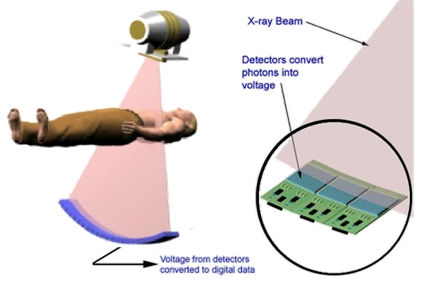 X-ray Beam
Detectors convert
photons into
voltage
Voltage from detectors
converted to digital data